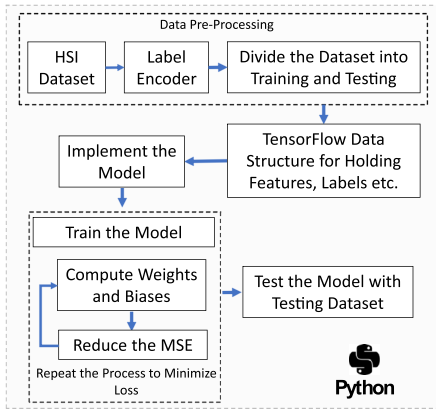 Data Pre-Processing
HSI
Dataset
Label
Encoder
Divide the Dataset into
Training and Testing
TensorFlow Data
Structure for Holding
Features, Labels etc.
Implement the
Model
Train the Model
Compute Weights
and Biases
Reduce the MSE
Repeat the Process to Minimize
Loss
Test the Model with
Testing Dataset
Python